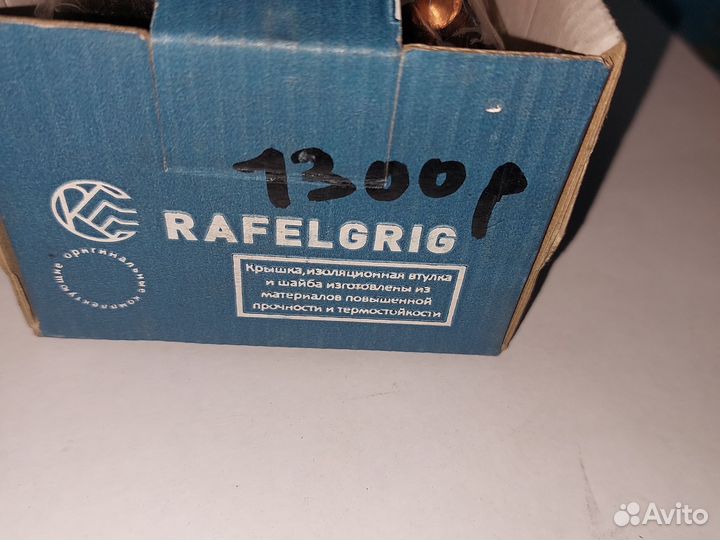 1300р
RAFELGRIG
Крышка, изоляционная втулка
и шайба изготовлены из
материалов повышенной
прочности и термостойкости
оригинальные комплектующие
Avito